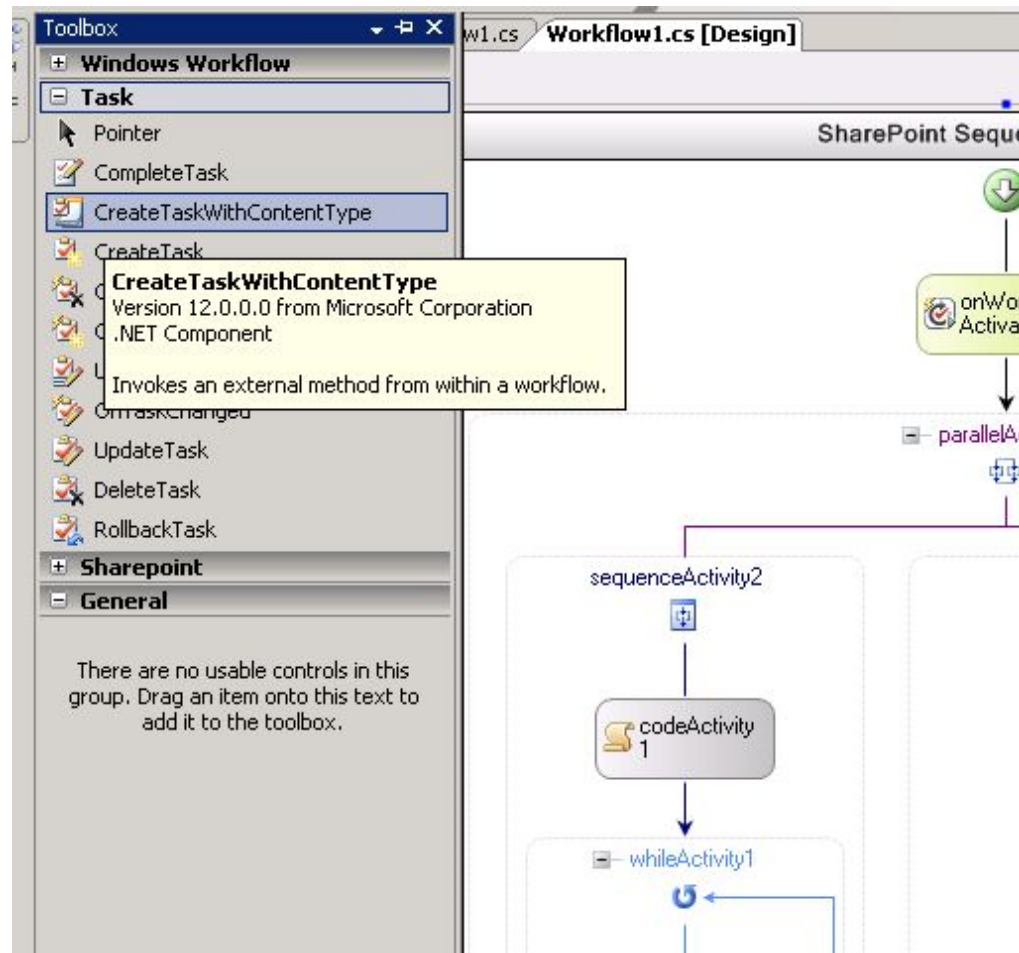 Toolbox
Windows Workflow
Task
Pointer
CompleteTask
CreateTaskWithContentType
CreateTask
CreateTaskWithContentType
Version 12.0.0.0 from Microsoft Corporation
.NET Component
Invokes an external method from within a workflow.
OnTaskChanged
UpdateTask
DeleteTask
RollbackTask
Sharepoint
General
There are no usable controls in this
group. Drag an item onto this text to
add it to the toolbox.
w1.cs
Workflow1.cs [Design]
SharePoint Seque
onWo
Activa
parallelA
sequenceActivity2
codeActivity
1
whileActivity1